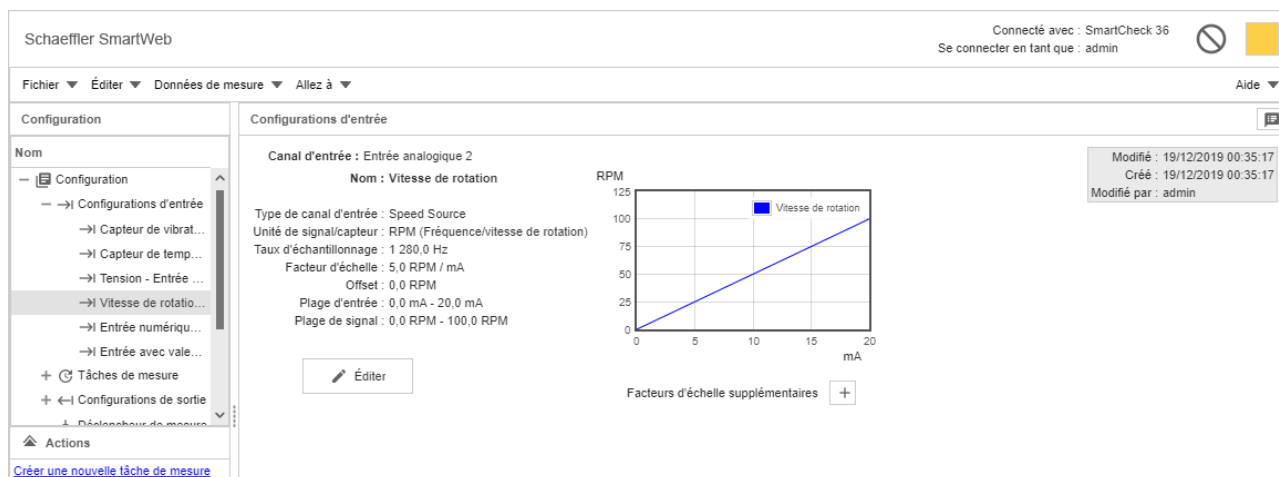 Schaeffler SmartWeb
Connecté avec : SmartCheck 36
Se connecter en tant que : admin
Fichier Éditer Données de mesure Allez à Aide
Configuration
Nom
Configuration
Configurations d'entrée
Capteur de vibrat...
Capteur de temp...
Tension - Entrée ...
Vitesse de rotatio...
Entrée numériqu...
Entrée avec vale...
Tâches de mesure
Configurations de sortie
Déclencheur de mesure
Actions
Créer une nouvelle tâche de mesure
Configurations d'entrée
Canal d'entrée : Entrée analogique 2
Nom : Vitesse de rotation
Type de canal d'entrée : Speed Source
Unité de signal/capteur : RPM (Fréquence/vitesse de rotation)
Taux d'échantillonnage : 1 280,0 Hz
Facteur d'échelle : 5,0 RPM / mA
Offset : 0,0 RPM
Plage d'entrée : 0,0 mA - 20,0 mA
Plage de signal : 0,0 RPM - 100,0 RPM
Éditer
RPM
125
100
75
50
25
0
Vitesse de rotation
0 5 10 15 20
mA
Facteurs d'échelle supplémentaires +
Modifié : 19/12/2019 00:35:17
Créé : 19/12/2019 00:35:17
Modifié par : admin